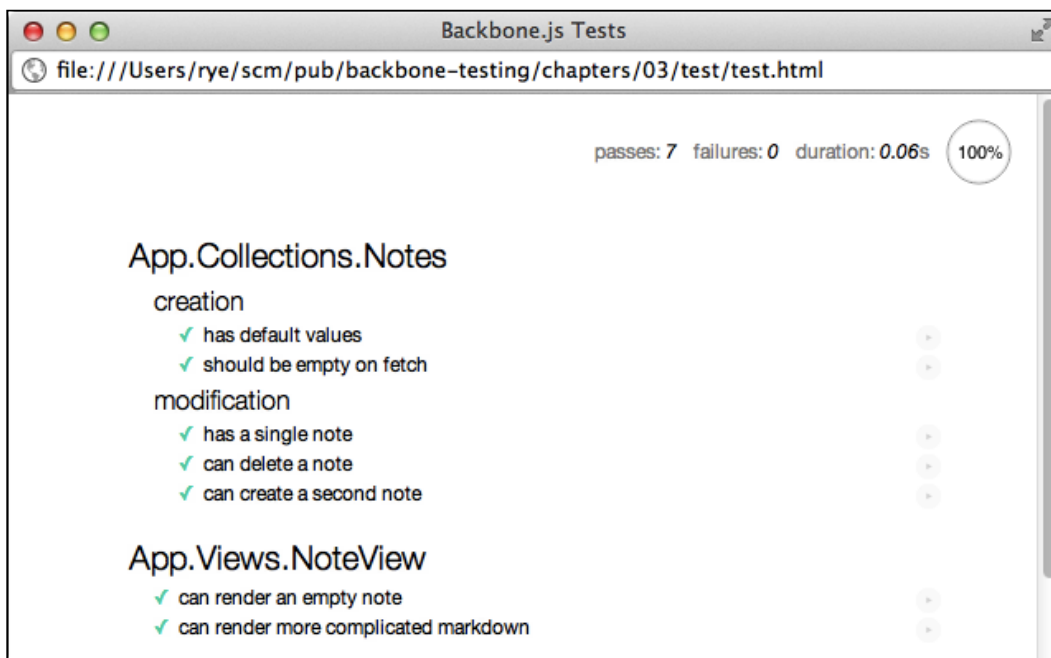 Backbone.js Tests
file:///Users/rye/scm/pub/backbone-testing/chapters/03/test/test.html
passes: 7 failures: 0 duration: 0.06s 100%
App.Collections.Notes
creation
✓ has default values
✓ should be empty on fetch
modification
✓ has a single note
✓ can delete a note
✓ can create a second note
App.Views.NoteView
✓ can render an empty note
✓ can render more complicated markdown